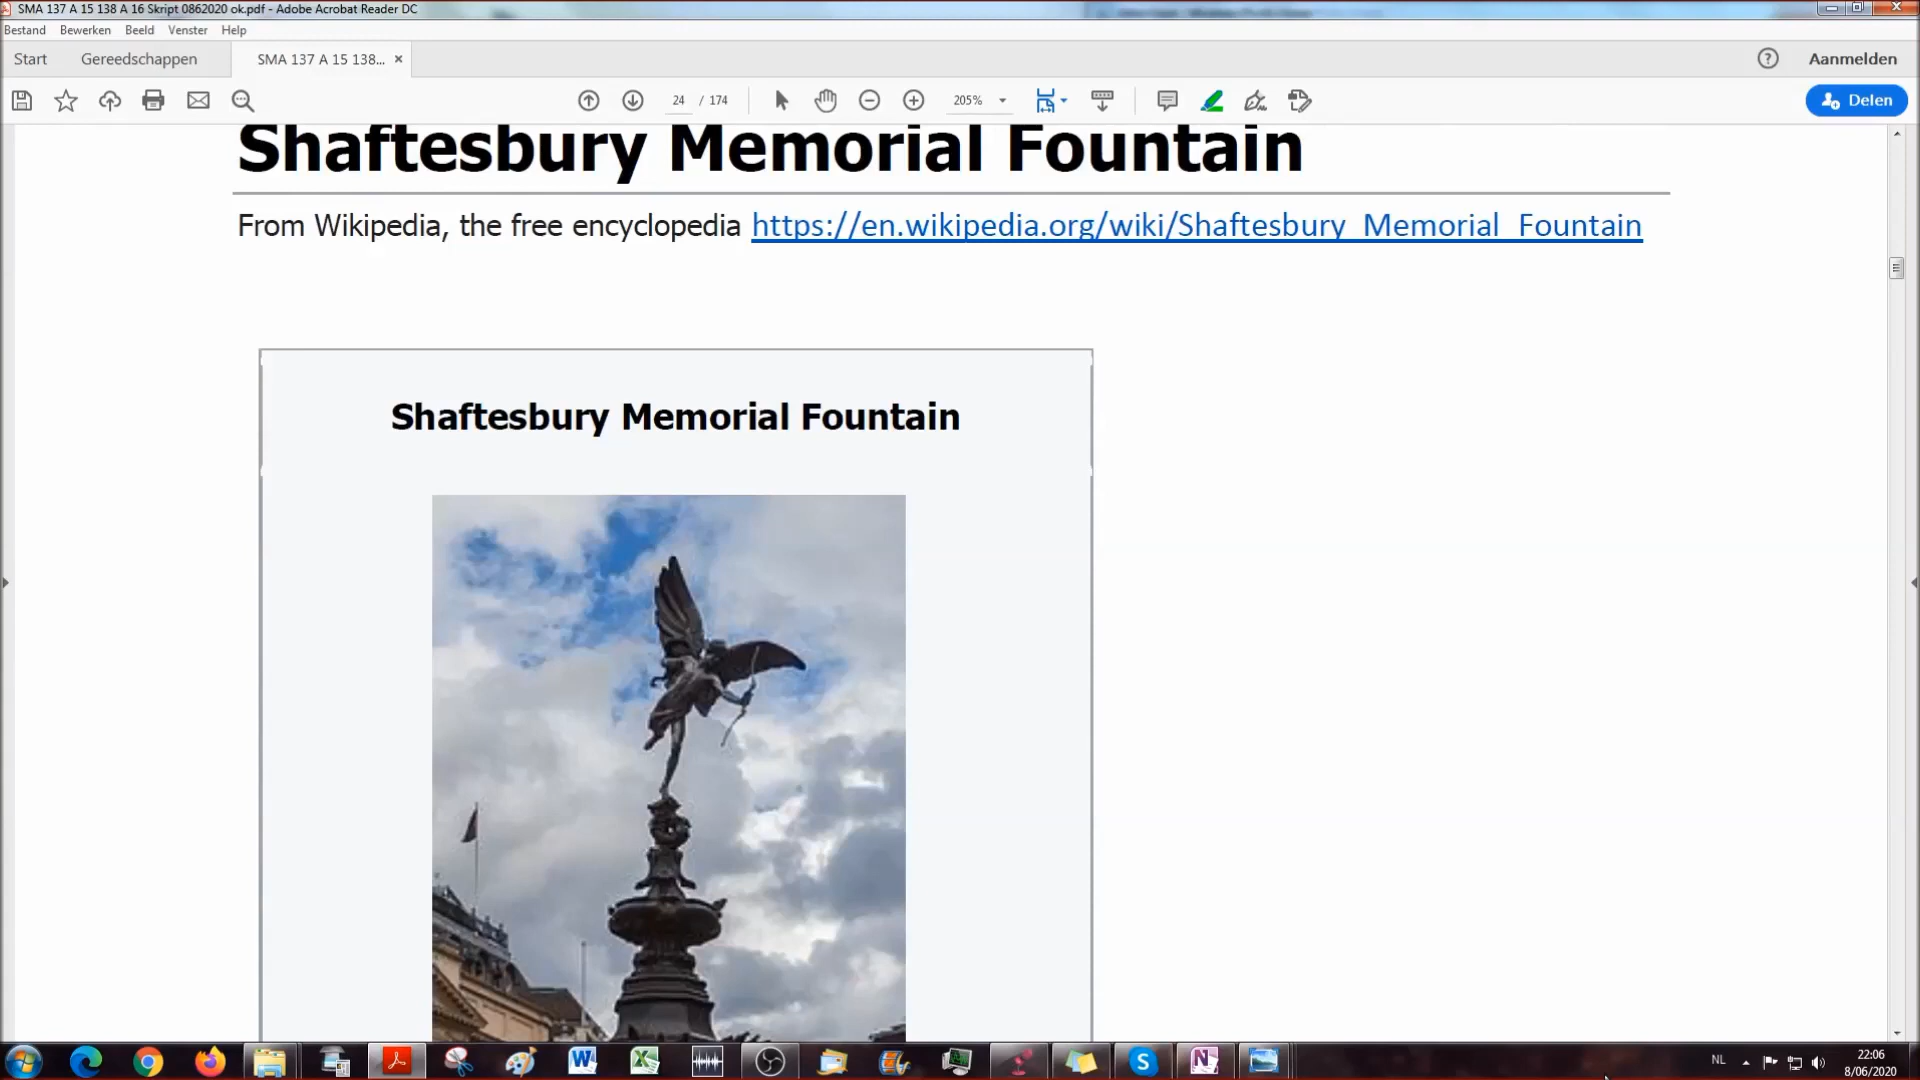 SMA 137 A 15 138 A 16 Skript 0862020 ok.pdf - Adobe Acrobat Reader DC
Bestand Bewerken Beeld Venster Help
Start Gereedschappen SMA 137 A 15 138... × Aanmelden
24 / 174 205% Delen
Shaftesbury Memorial Fountain
From Wikipedia, the free encyclopedia https://en.wikipedia.org/wiki/Shaftesbury_Memorial_Fountain
Shaftesbury Memorial Fountain
NL 22:06
8/06/2020